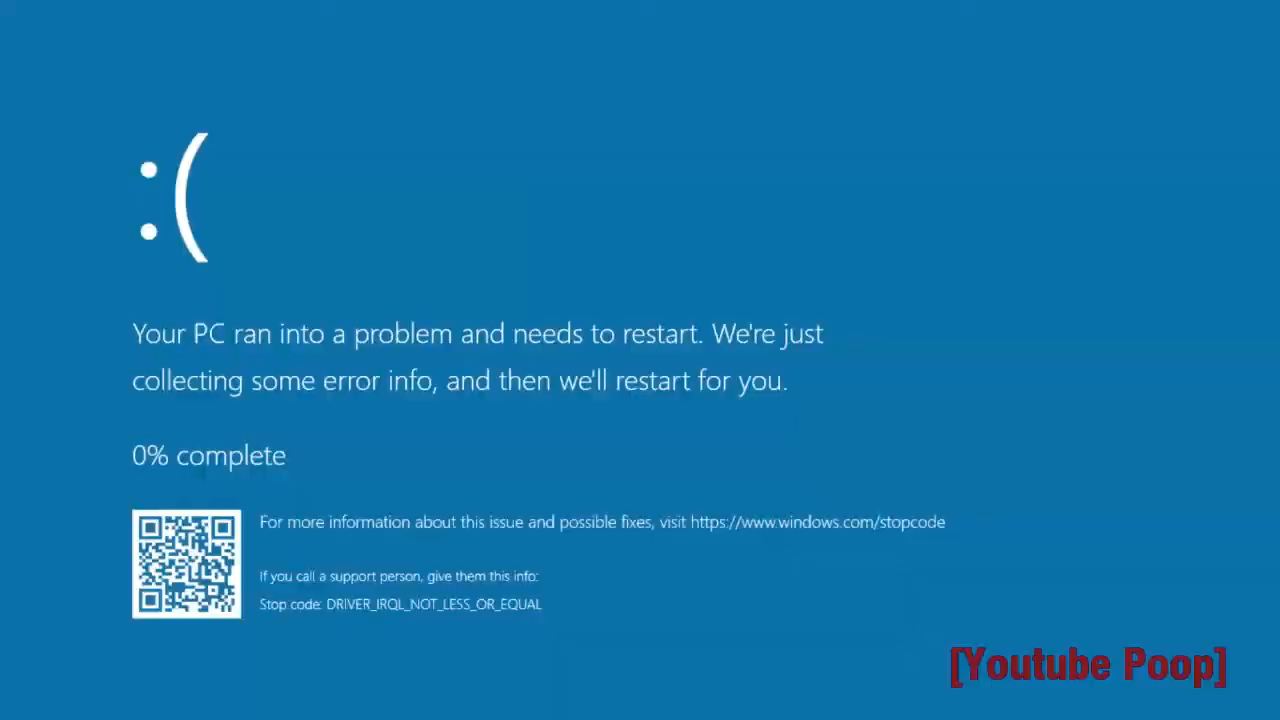 :(
Your PC ran into a problem and needs to restart. We're just
collecting some error info, and then we'll restart for you.
0% complete
For more information about this issue and possible fixes, visit https://www.windows.com/stopcode
If you call a support person, give them this info:
Stop code: DRIVER_IRQL_NOT_LESS_OR_EQUAL
[Youtube Poop]